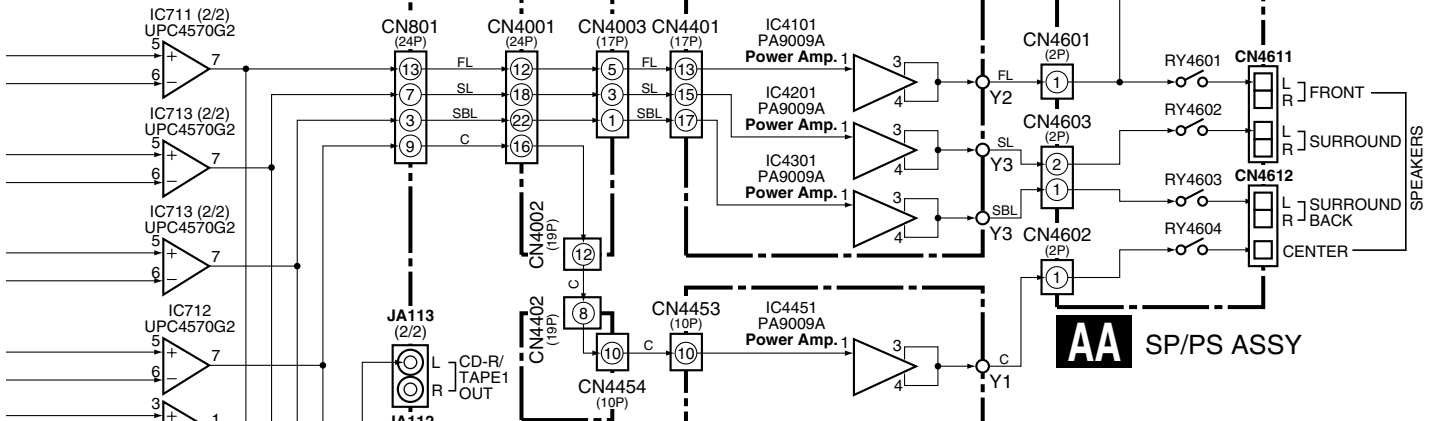 IC711 (2/2)
UPC4570G2
5
+
7
6
−
IC713 (2/2)
UPC4570G2
5
+
7
6
−
IC713 (2/2)
UPC4570G2
5
+
7
6
−
IC712
UPC4570G2
5
+
7
6
−
3
+
1
CN801
(24P)
13
7
3
9
FL
SL
SBL
C
CN4001
(24P)
12
18
22
16
CN4003
(17P)
5
3
1
FL
SL
SBL
CN4401
(17P)
13
15
17
CN4002
(19P)
12
C
CN4402
(19P)
8
10
CN4454
(10P)
C
CN4453
(10P)
10
JA113
(2/2)
L
R
CD-R/
TAPE1
OUT
JA112
IC4101
PA9009A
Power Amp. 1
3
4
FL
Y2
IC4201
PA9009A
Power Amp. 1
3
4
SL
Y3
IC4301
PA9009A
Power Amp. 1
3
4
SBL
Y3
IC4451
PA9009A
Power Amp. 1
3
4
C
Y1
CN4601
(2P)
1
CN4603
(2P)
2
1
CN4602
(2P)
1
RY4601
RY4602
RY4603
RY4604
CN4611
L
R
FRONT
L
R
SURROUND
CN4612
L
R
SURROUND
BACK
CENTER
SPEAKERS
AA SP/PS ASSY